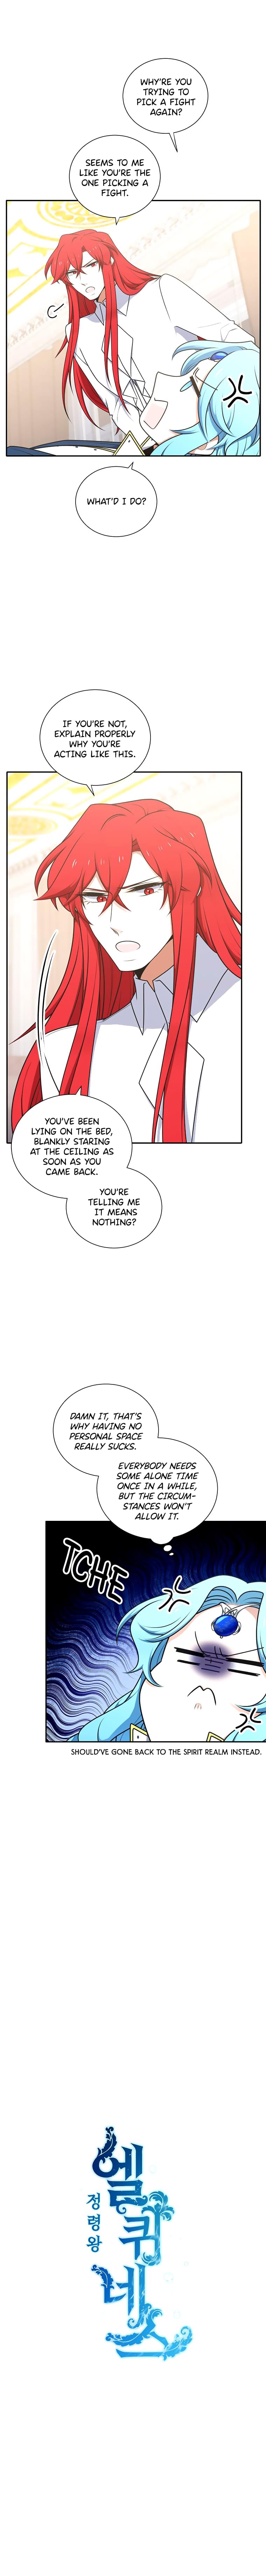 WHY'RE YOU
TRYING TO
PICK A FIGHT
AGAIN?
SEEMS TO ME
LIKE YOU'RE THE
ONE PICKING A
FIGHT.
WHAT'D I DO?
IF YOU'RE NOT,
EXPLAIN PROPERLY
WHY YOU'RE
ACTING LIKE THIS.
YOU'VE BEEN
LYING ON THE BED,
BLANKLY STARING
AT THE CEILING AS
SOON AS YOU
CAME BACK.
YOU'RE
TELLING ME
IT MEANS
NOTHING?
DAMN IT, THAT'S
WHY HAVING NO
PERSONAL SPACE
REALLY SUCKS.
EVERYBODY NEEDS
SOME ALONE TIME
ONCE IN A WHILE,
BUT THE CIRCUM-
STANCES WON'T
ALLOW IT.
TCHE
SHOULD'VE GONE BACK TO THE SPIRIT REALM INSTEAD.
정령왕
엘퀴네스